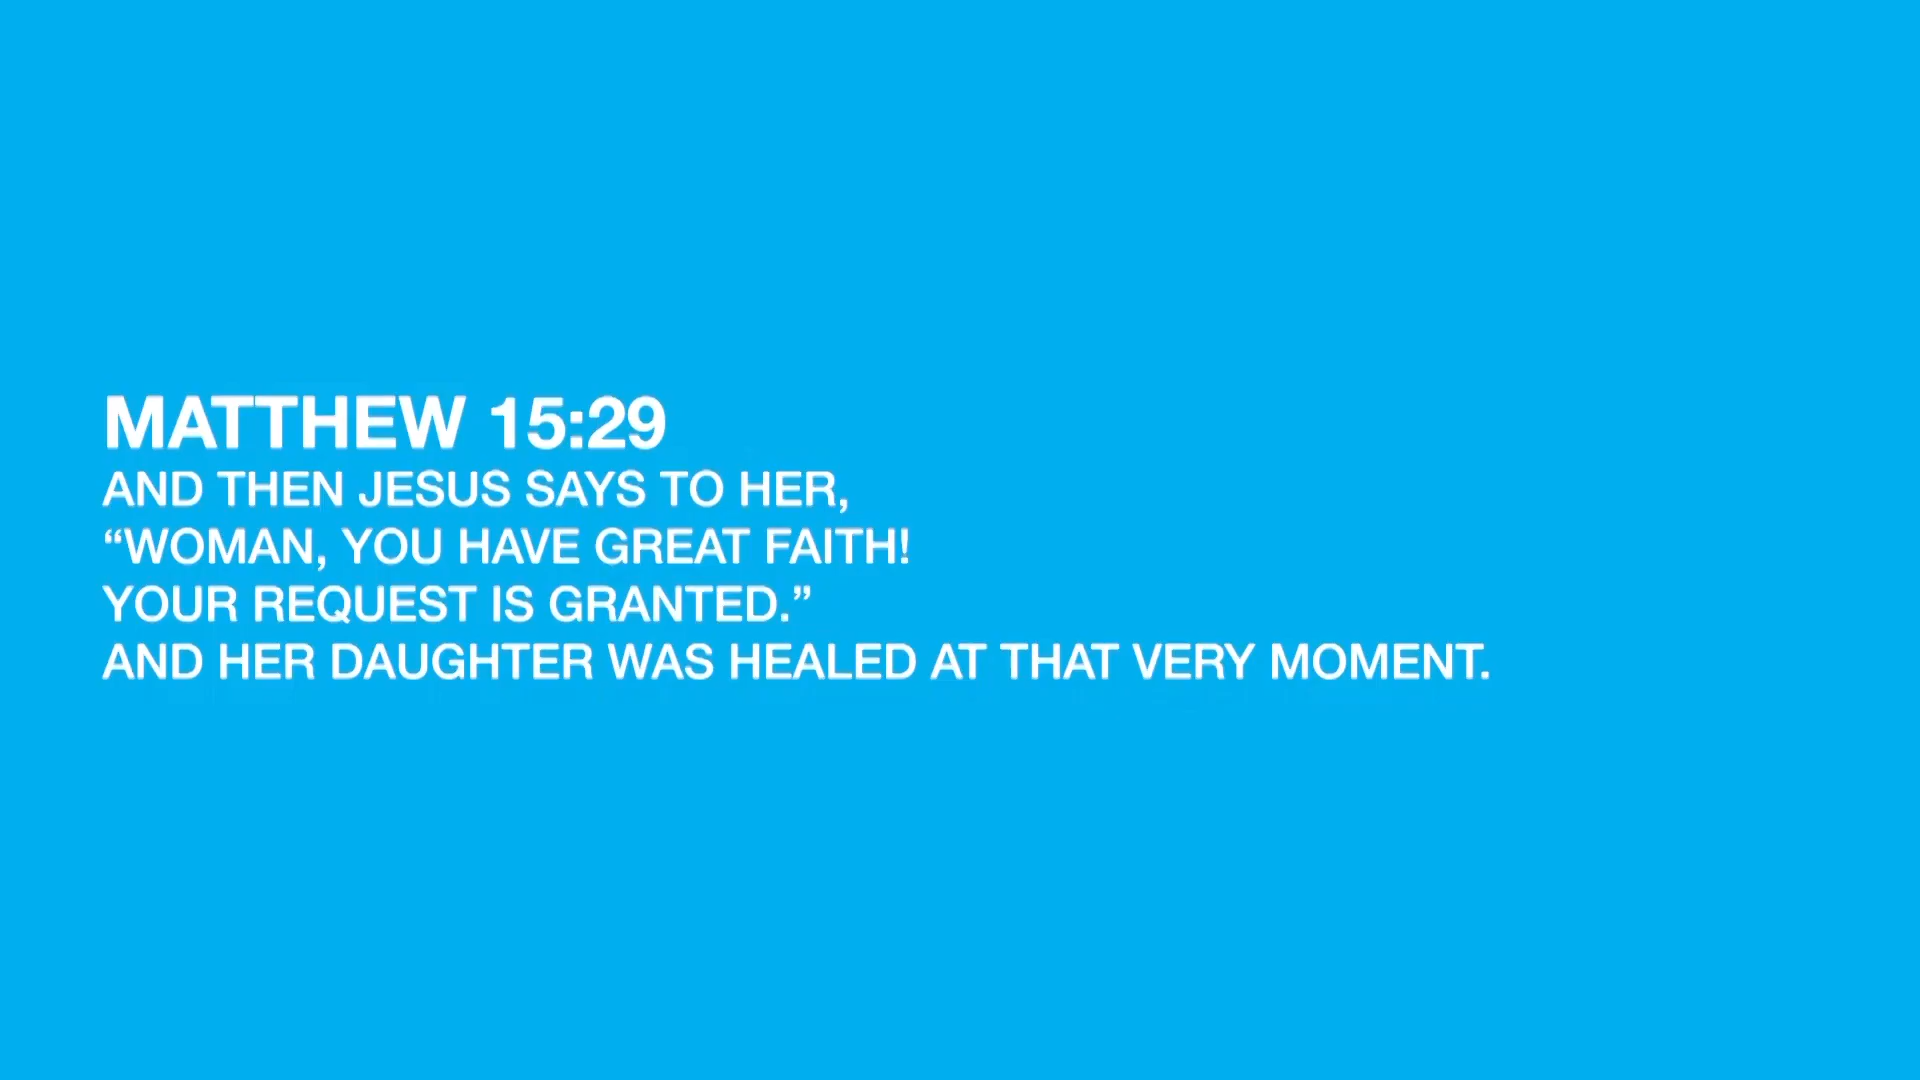 MATTHEW 15:29
AND THEN JESUS SAYS TO HER,
“WOMAN, YOU HAVE GREAT FAITH!
YOUR REQUEST IS GRANTED.”
AND HER DAUGHTER WAS HEALED AT THAT VERY MOMENT.